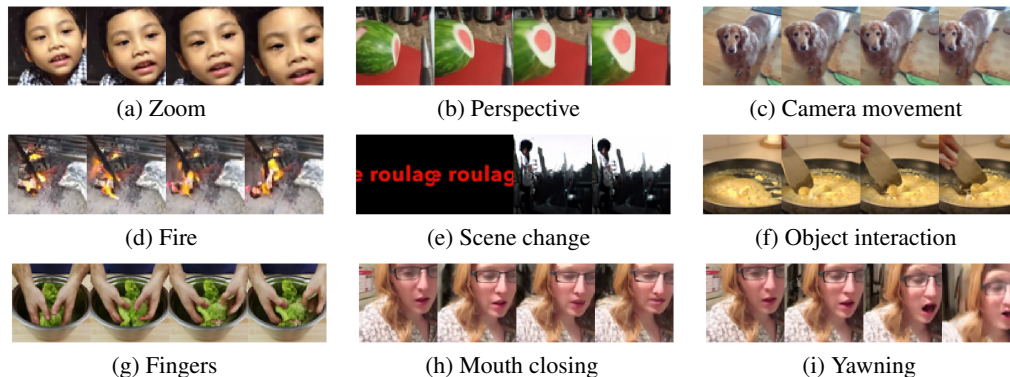 (a) Zoom
(b) Perspective
(c) Camera movement
e roulage roulag
(d) Fire
(e) Scene change
(f) Object interaction
(g) Fingers
(h) Mouth closing
(i) Yawning